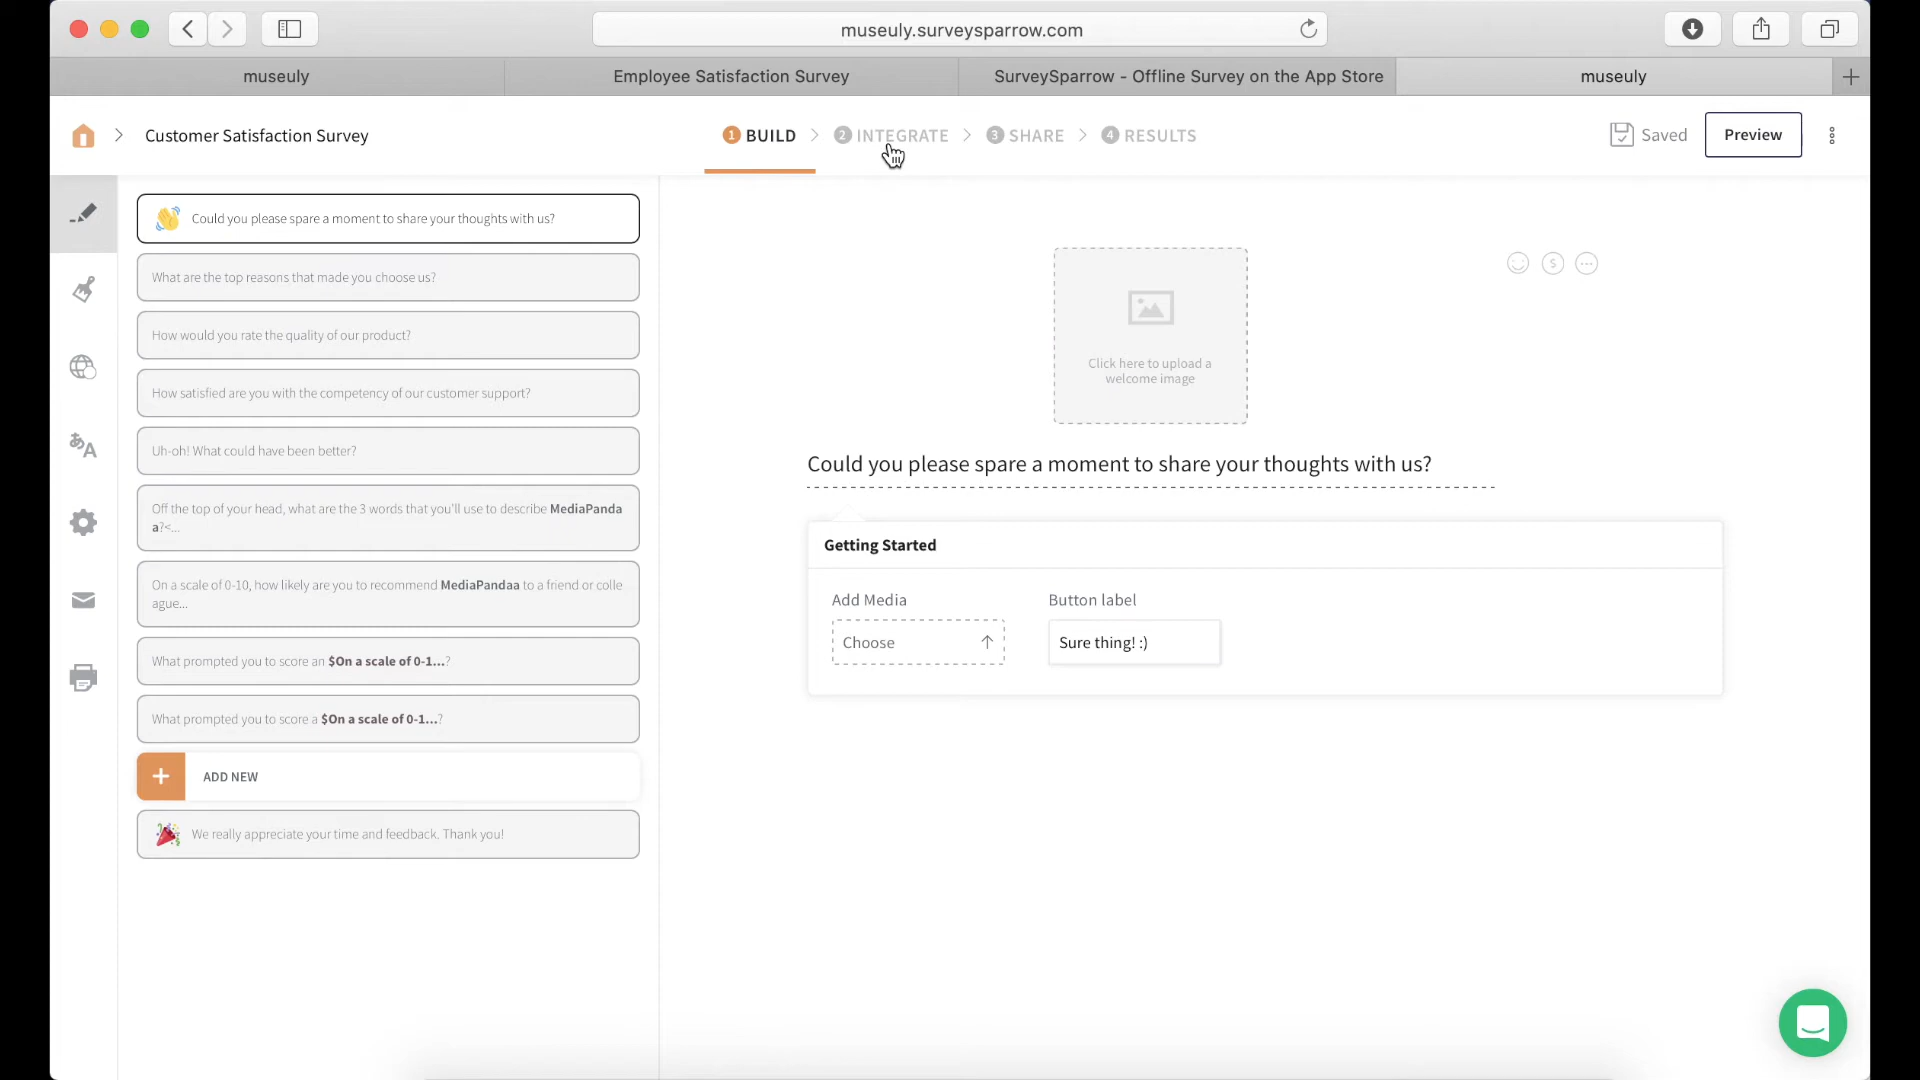 museuly.surveysparrow.com
museuly
Employee Satisfaction Survey
SurveySparrow - Offline Survey on the App Store
museuly
Customer Satisfaction Survey
1 BUILD
2 INTEGRATE
3 SHARE
4 RESULTS
Saved
Preview
Could you please spare a moment to share your thoughts with us?
What are the top reasons that made you choose us?
How would you rate the quality of our product?
How satisfied are you with the competency of our customer support?
Uh-oh! What could have been better?
Off the top of your head, what are the 3 words that you'll use to describe MediaPanda
a?<...
On a scale of 0-10, how likely are you to recommend MediaPandaa to a friend or colle
ague...
What prompted you to score an $On a scale of 0-1...?
What prompted you to score a $On a scale of 0-1...?
ADD NEW
We really appreciate your time and feedback. Thank you!
Click here to upload a
welcome image
Could you please spare a moment to share your thoughts with us?
Getting Started
Add Media
Button label
Choose
Sure thing! :)